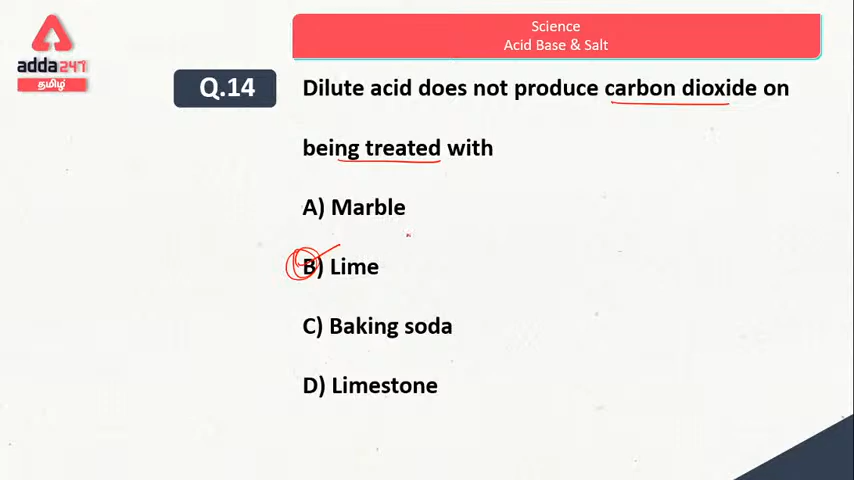 Science
Acid Base & Salt
adda247
தமிழ்
Q.14
Dilute acid does not produce carbon dioxide on
being treated with
A) Marble
B) Lime
C) Baking soda
D) Limestone